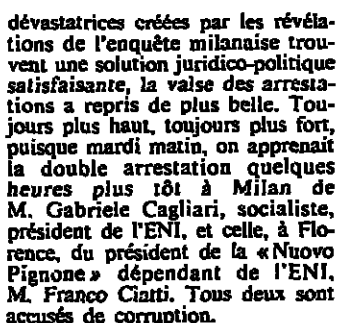 dévastatrices créées par les révéla-
tions de l'enquête milanaise trou-
vent une solution juridico-politique
satisfaisante, la valse des arresta-
tions a repris de plus belle. Tou-
jours plus haut, toujours plus fort,
puisque mardi matin, on apprenait
la double arrestation quelques
heures plus tôt à Milan de
M. Gabriele Cagliari, socialiste,
président de l'ENI, et celle, à Flo-
rence, du président de la «Nuovo
Pignone» dépendant de l'ENI,
M. Franco Ciatti. Tous deux sont
accusés de corruption.